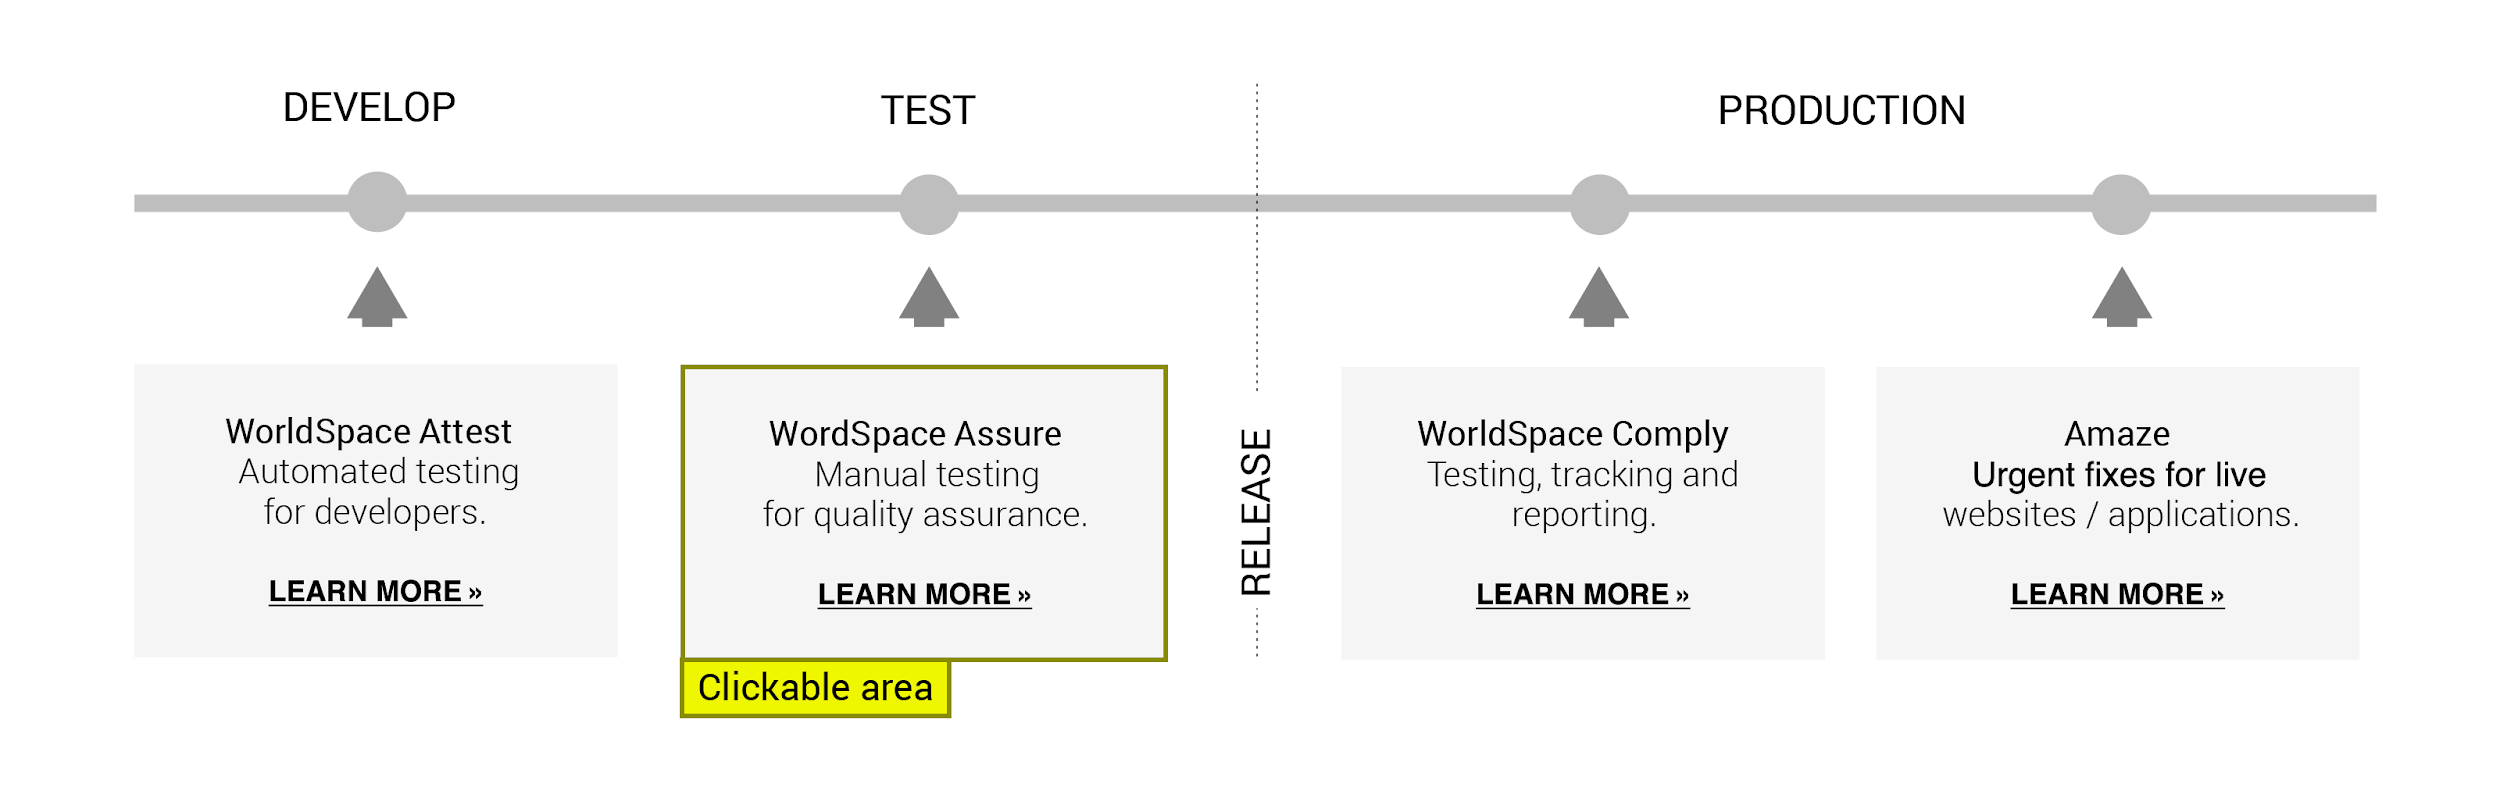 DEVELOP
TEST
PRODUCTION
WorldSpace Attest
Automated testing
for developers.
LEARN MORE »
WordSpace Assure
Manual testing
for quality assurance.
LEARN MORE »
Clickable area
RELEASE
WorldSpace Comply
Testing, tracking and
reporting.
LEARN MORE »
Amaze
Urgent fixes for live
websites / applications.
LEARN MORE »